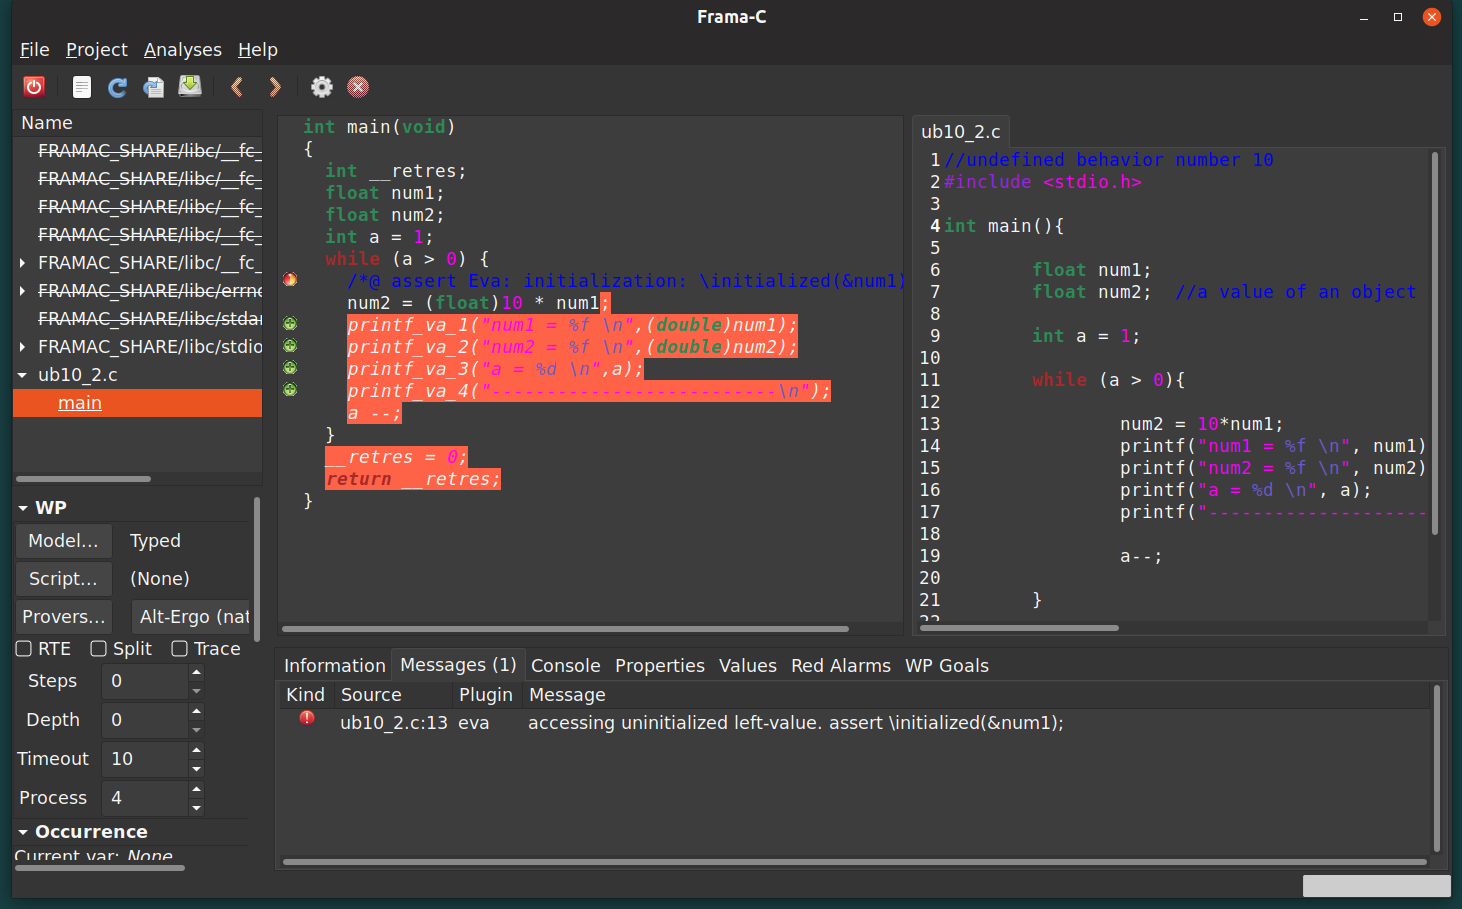 Frama-C
File Project Analyses Help
Name
FRAMAC_SHARE/libc/__fc_
FRAMAC_SHARE/libc/__fc_
FRAMAC_SHARE/libc/__fc_
FRAMAC_SHARE/libc/__fc_
FRAMAC_SHARE/libc/__fc_
FRAMAC_SHARE/libc/errno
FRAMAC_SHARE/libc/stdar
FRAMAC_SHARE/libc/stdio
ub10_2.c
main
WP
Model... Typed
Script... (None)
Provers... Alt-Ergo (nat
RTE Split Trace
Steps 0
Depth 0
Timeout 10
Process 4
Occurrence
Current var: None
int main(void)
{
int __retres;
float num1;
float num2;
int a = 1;
while (a > 0) {
/*@ assert Eva: initialization: \initialized(&num1)
num2 = (float)10 * num1;
printf_va_1("num1 = %f \n",(double)num1);
printf_va_2("num2 = %f \n",(double)num2);
printf_va_3("a = %d \n",a);
printf_va_4("--------------------------\n");
a --;
}
__retres = 0;
return __retres;
}
ub10_2.c
1 //undefined behavior number 10
2 #include <stdio.h>
3
4 int main(){
5
6 float num1;
7 float num2; //a value of an object
8
9 int a = 1;
10
11 while (a > 0){
12
13 num2 = 10*num1;
14 printf("num1 = %f \n", num1)
15 printf("num2 = %f \n", num2)
16 printf("a = %d \n", a);
17 printf("--------------------
18
19 a--;
20
21 }
22
Information Messages (1) Console Properties Values Red Alarms WP Goals
Kind Source Plugin Message
ub10_2.c:13 eva accessing uninitialized left-value. assert \initialized(&num1);